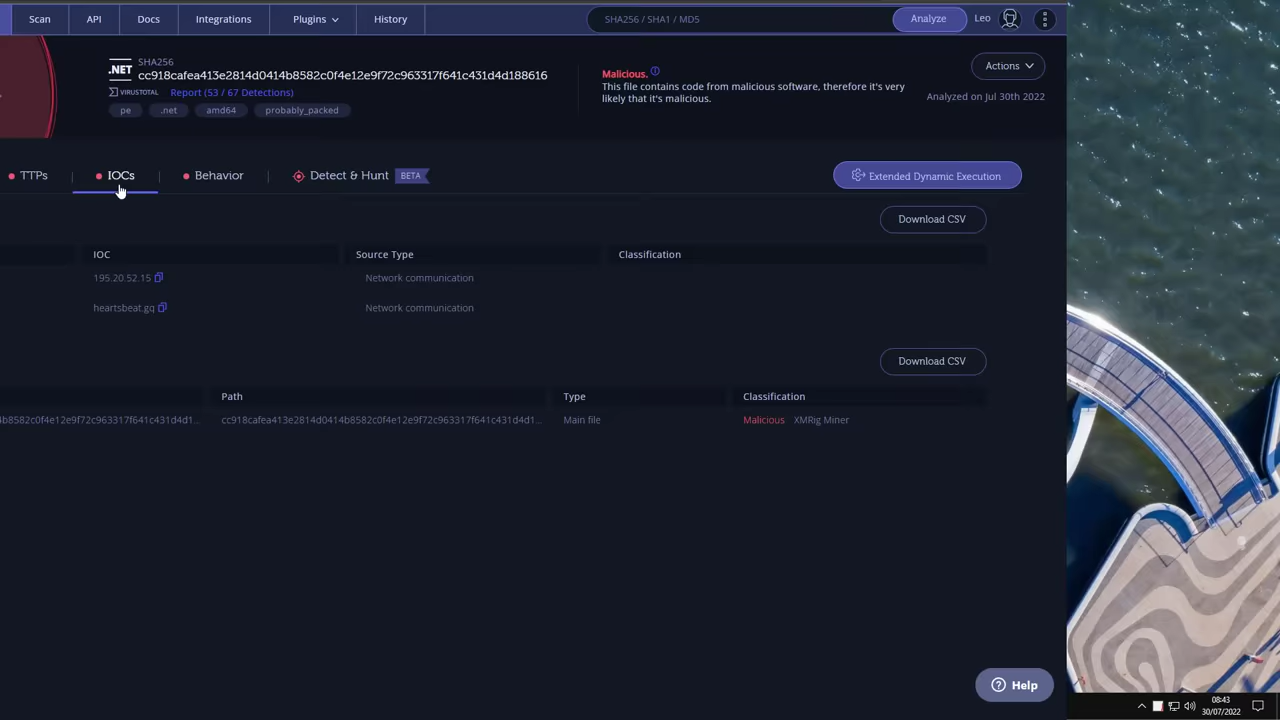 Scan API Docs Integrations Plugins History SHA256 / SHA1 / MD5 Analyze Leo
.NET
SHA256
cc918cafea413e2814d0414b8582c0f4e12e9f72c963317f641c431d4d188616
VIRUSTOTAL Report (53 / 67 Detections)
pe .net amd64 probably_packed
Malicious.
This file contains code from malicious software, therefore it's very
likely that it's malicious.
Actions
Analyzed on Jul 30th 2022
TTPs IOCs Behavior Detect & Hunt BETA Extended Dynamic Execution
Download CSV
IOC Source Type Classification
195.20.52.15 Network communication
heartsbeat.gq Network communication
Download CSV
Path Type Classification
b8582c0f4e12e9f72c963317f641c431d4d1... cc918cafea413e2814d0414b8582c0f4e12e9f72c963317f641c431d4d1... Main file Malicious XMRig Miner
Help
08:43
30/07/2022